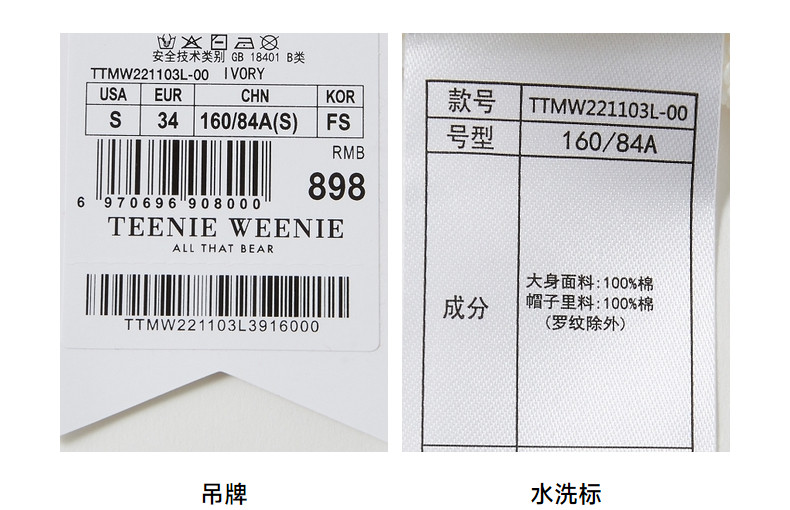 安全技术类别 GB 18401 B类
TTMW221103L-00 IVORY
USA EUR CHN KOR
S 34 160/84A(S) FS
RMB
898
6 970696 908000
TEENIE WEENIE
ALL THAT BEAR
TTMW221103L3916000
吊牌
款号 TTMW221103L-00
号型 160/84A
成分
大身面料:100%棉
帽子里料:100%棉
(罗纹除外)
水洗标